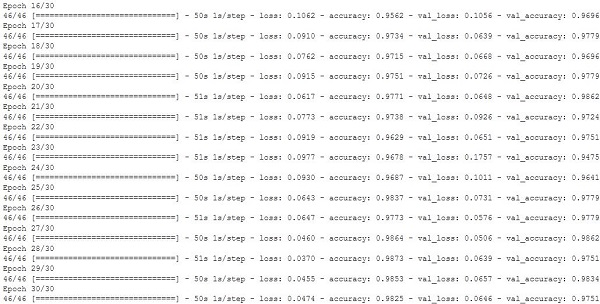 Epoch 16/30
46/46 [==============================] - 50s 1s/step - loss: 0.1062 - accuracy: 0.9562 - val_loss: 0.1056 - val_accuracy: 0.9696
Epoch 17/30
46/46 [==============================] - 50s 1s/step - loss: 0.0910 - accuracy: 0.9734 - val_loss: 0.0639 - val_accuracy: 0.9779
Epoch 18/30
46/46 [==============================] - 50s 1s/step - loss: 0.0762 - accuracy: 0.9715 - val_loss: 0.0668 - val_accuracy: 0.9696
Epoch 19/30
46/46 [==============================] - 50s 1s/step - loss: 0.0915 - accuracy: 0.9751 - val_loss: 0.0726 - val_accuracy: 0.9779
Epoch 20/30
46/46 [==============================] - 50s 1s/step - loss: 0.0617 - accuracy: 0.9771 - val_loss: 0.0648 - val_accuracy: 0.9862
Epoch 21/30
46/46 [==============================] - 51s 1s/step - loss: 0.0773 - accuracy: 0.9738 - val_loss: 0.0926 - val_accuracy: 0.9724
Epoch 22/30
46/46 [==============================] - 51s 1s/step - loss: 0.0919 - accuracy: 0.9629 - val_loss: 0.0651 - val_accuracy: 0.9751
Epoch 23/30
46/46 [==============================] - 51s 1s/step - loss: 0.0977 - accuracy: 0.9678 - val_loss: 0.1757 - val_accuracy: 0.9475
Epoch 24/30
46/46 [==============================] - 50s 1s/step - loss: 0.0930 - accuracy: 0.9687 - val_loss: 0.1011 - val_accuracy: 0.9641
Epoch 25/30
46/46 [==============================] - 50s 1s/step - loss: 0.0643 - accuracy: 0.9837 - val_loss: 0.0731 - val_accuracy: 0.9779
Epoch 26/30
46/46 [==============================] - 51s 1s/step - loss: 0.0647 - accuracy: 0.9773 - val_loss: 0.0576 - val_accuracy: 0.9779
Epoch 27/30
46/46 [==============================] - 50s 1s/step - loss: 0.0460 - accuracy: 0.9864 - val_loss: 0.0506 - val_accuracy: 0.9862
Epoch 28/30
46/46 [==============================] - 51s 1s/step - loss: 0.0370 - accuracy: 0.9873 - val_loss: 0.0639 - val_accuracy: 0.9751
Epoch 29/30
46/46 [==============================] - 50s 1s/step - loss: 0.0455 - accuracy: 0.9853 - val_loss: 0.0657 - val_accuracy: 0.9834
Epoch 30/30
46/46 [==============================] - 50s 1s/step - loss: 0.0474 - accuracy: 0.9825 - val_loss: 0.0646 - val_accuracy: 0.9751